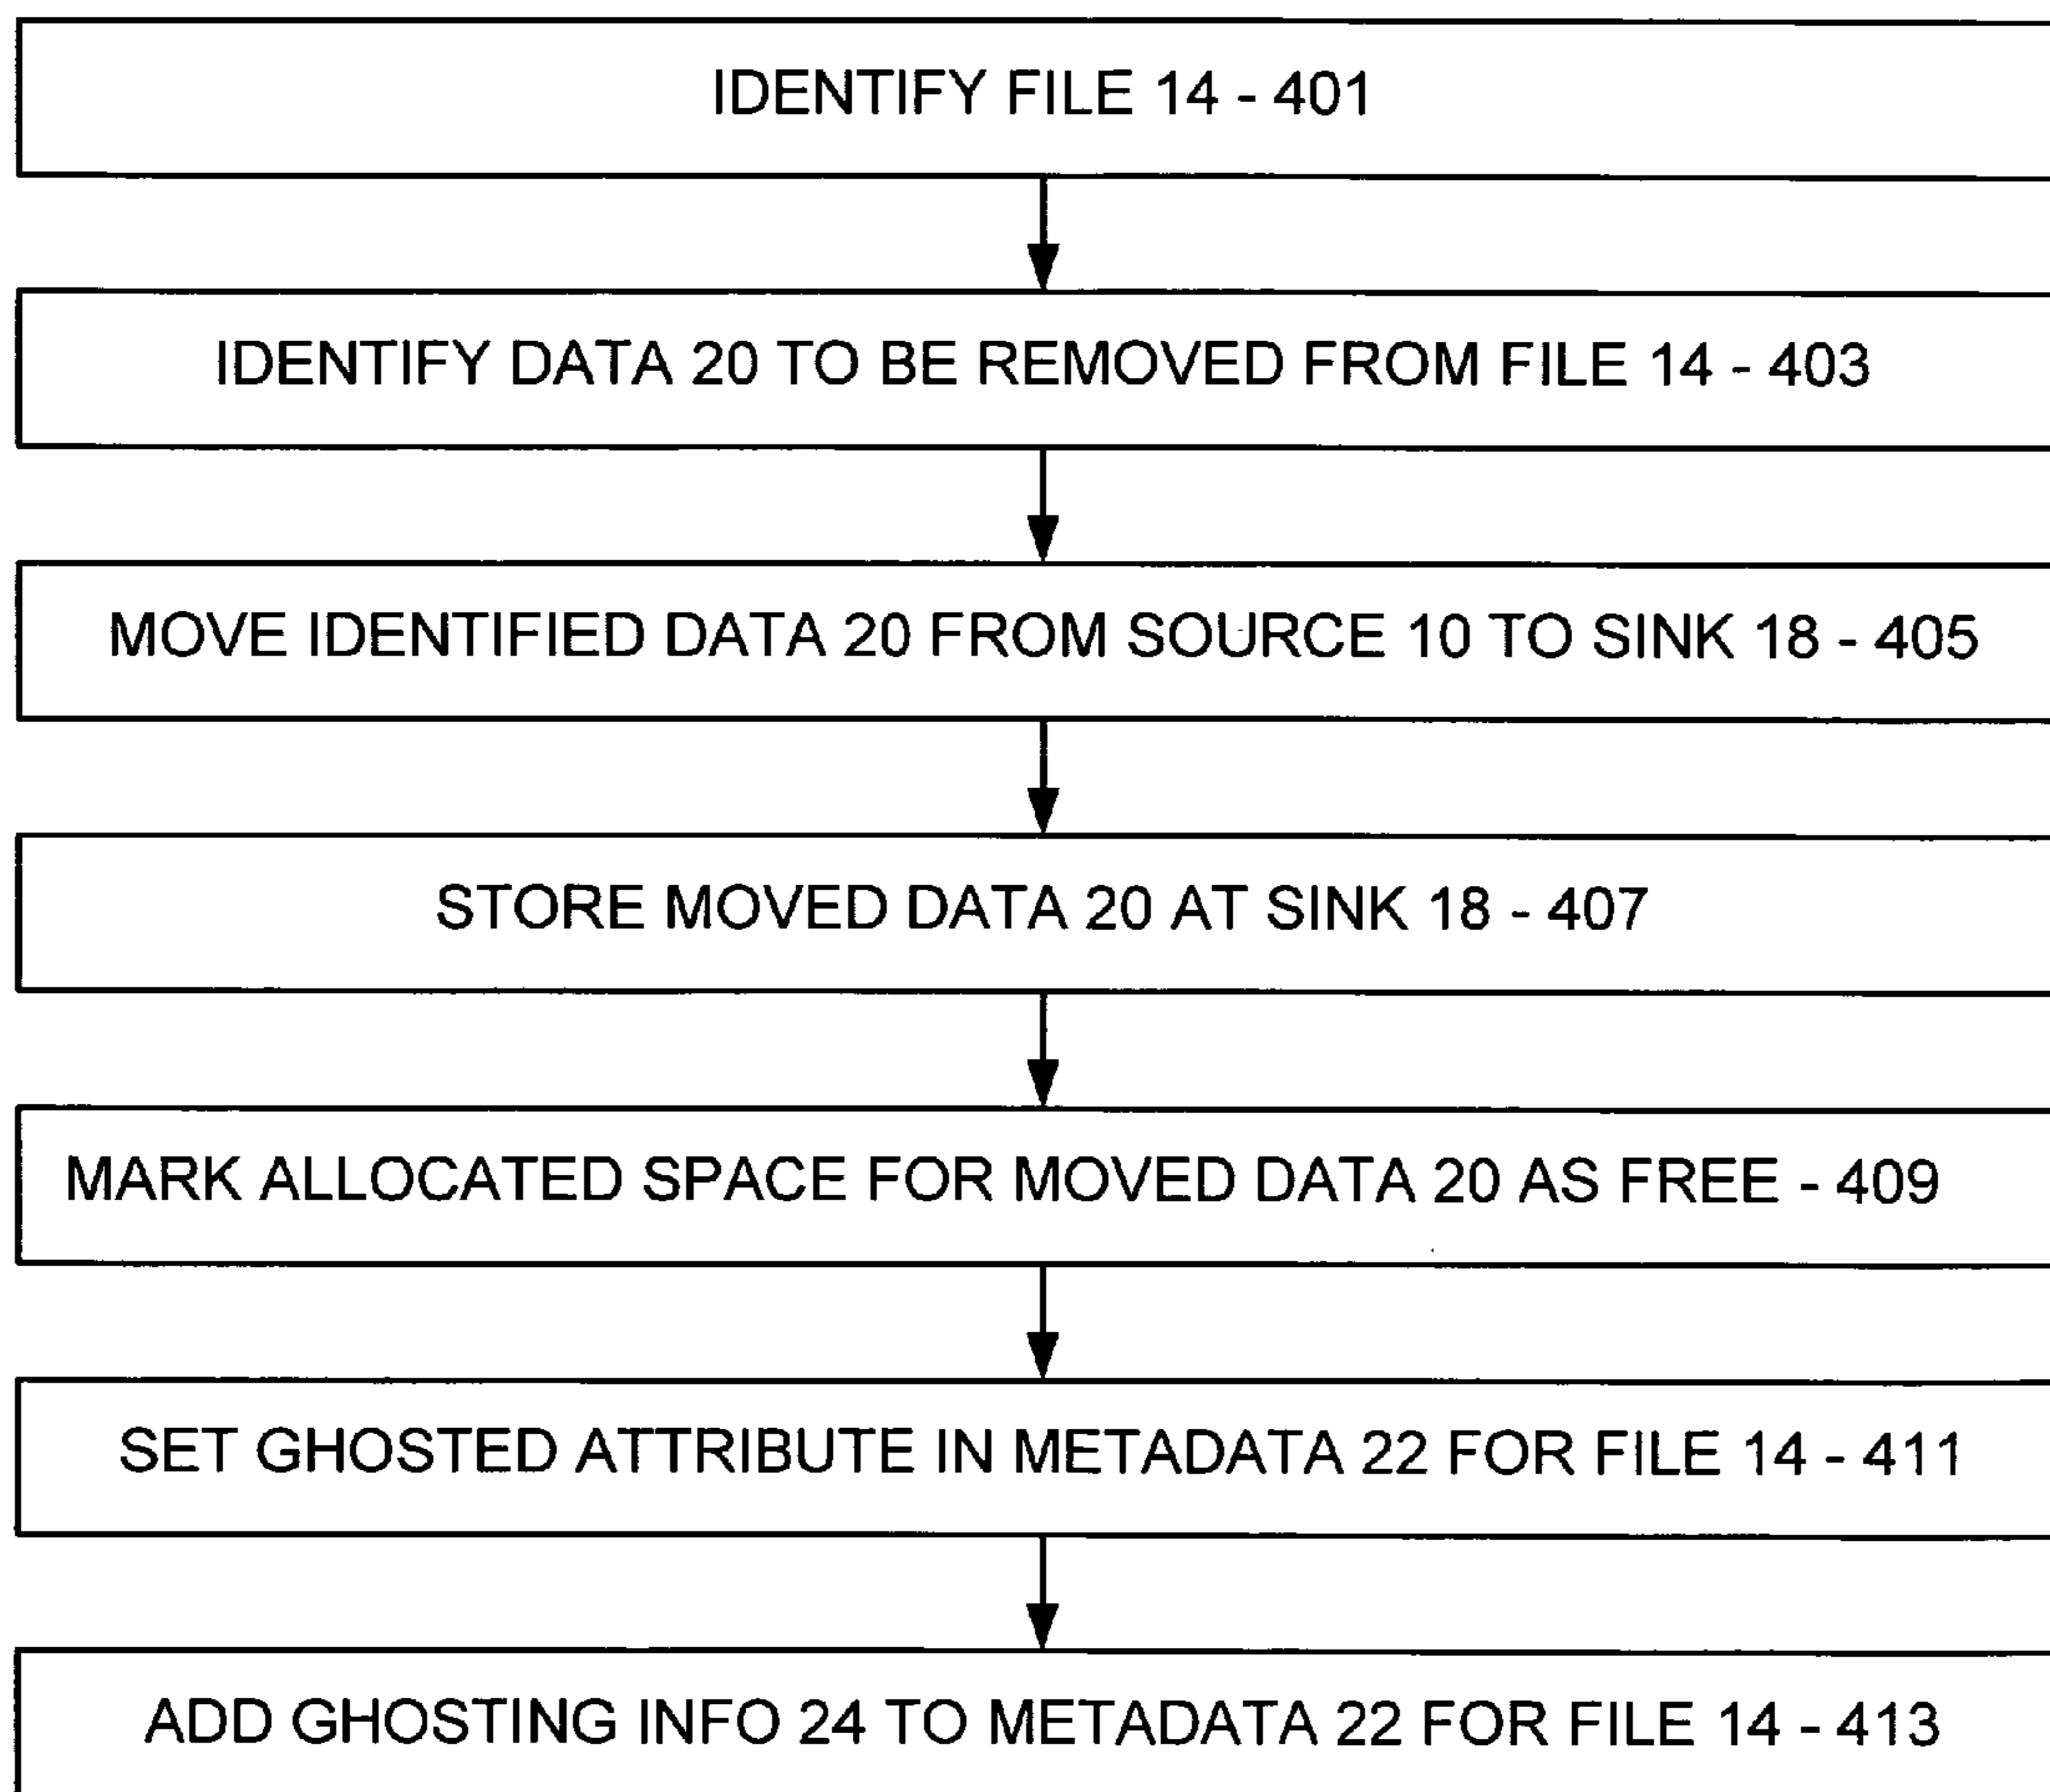 IDENTIFY FILE 14 - 401
IDENTIFY DATA 20 TO BE REMOVED FROM FILE 14 - 403
MOVE IDENTIFIED DATA 20 FROM SOURCE 10 TO SINK 18 - 405
STORE MOVED DATA 20 AT SINK 18 - 407
MARK ALLOCATED SPACE FOR MOVED DATA 20 AS FREE - 409
SET GHOSTED ATTRIBUTE IN METADATA 22 FOR FILE 14 - 411
ADD GHOSTING INFO 24 TO METADATA 22 FOR FILE 14 - 413